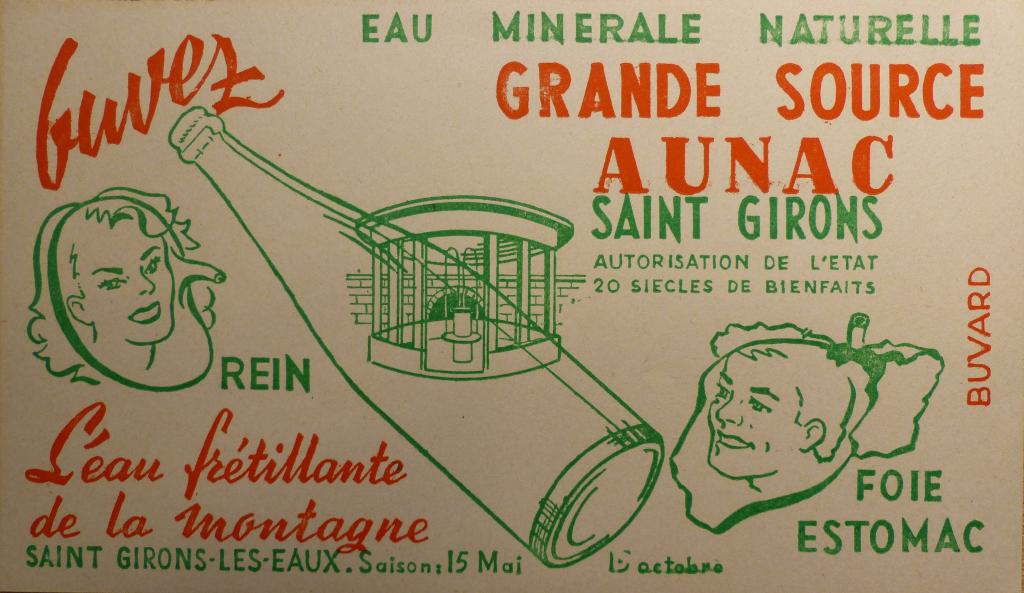 buvez
EAU MINERALE NATURELLE
GRANDE SOURCE
AUNAC
SAINT GIRONS
AUTORISATION DE L'ETAT
20 SIECLES DE BIENFAITS
BUVARD
REIN
FOIE
ESTOMAC
L'eau frétillante
de la montagne
SAINT GIRONS-LES-EAUX. Saison: 15 Mai 15 octobre